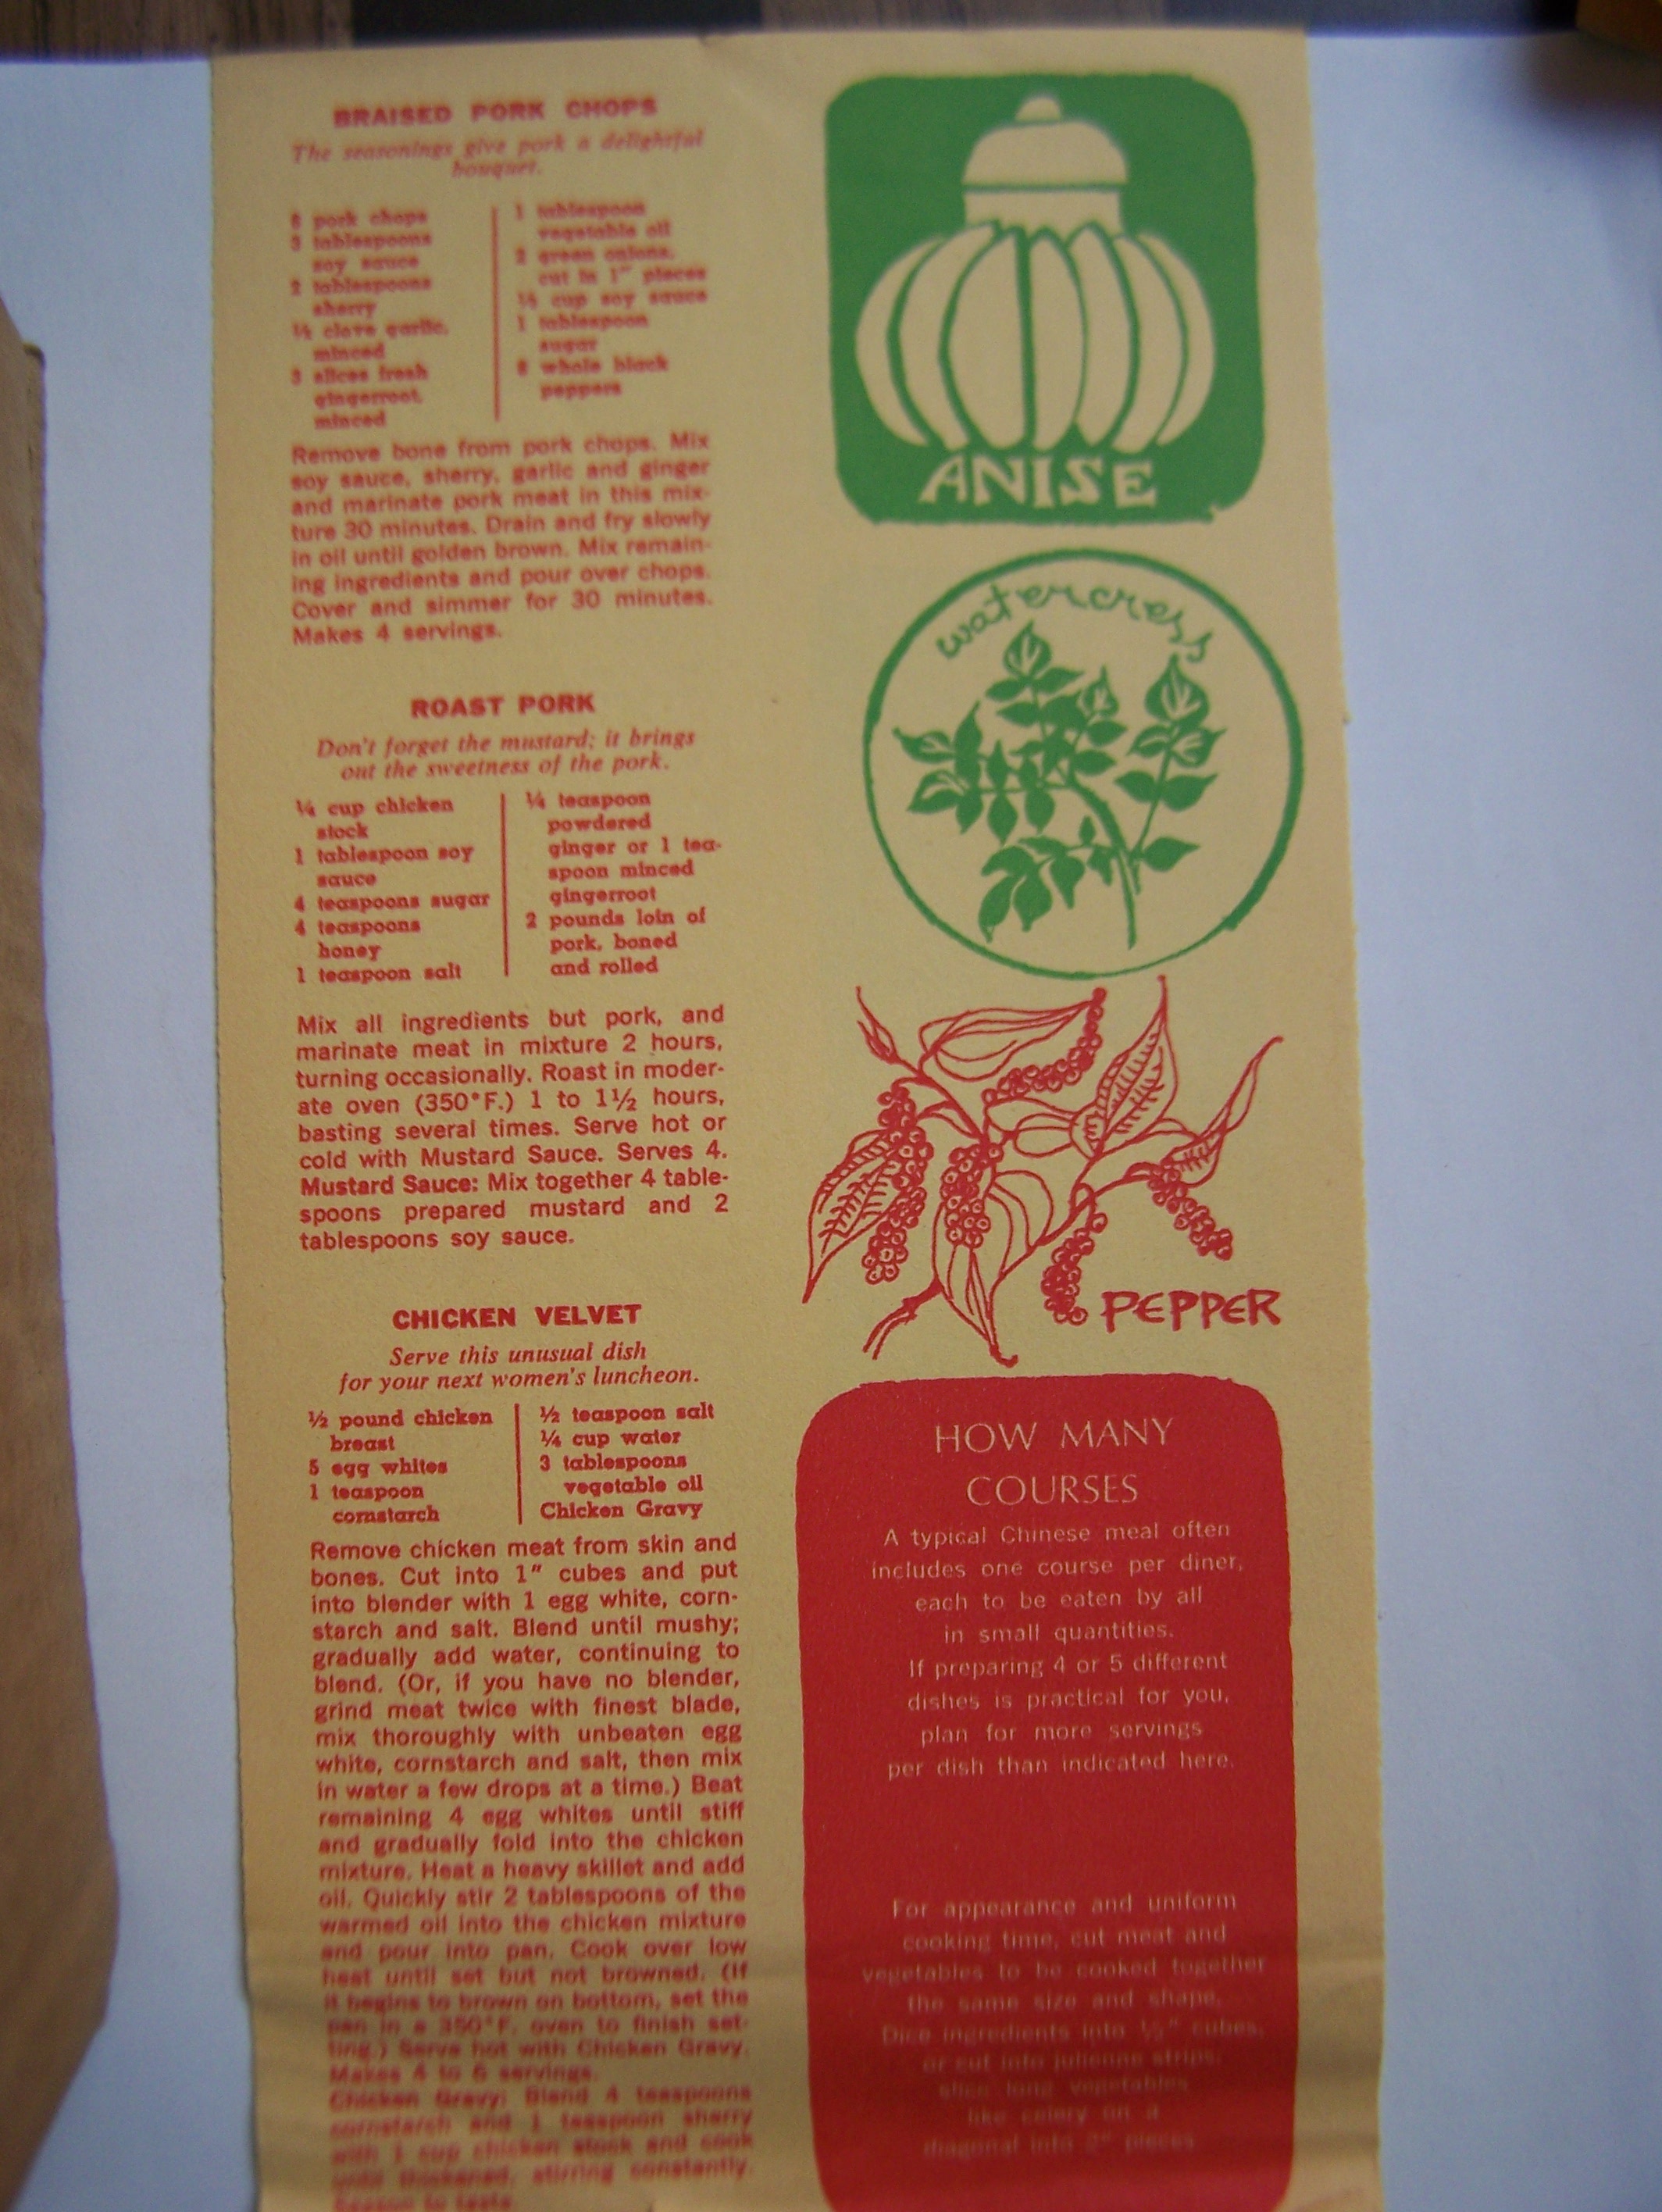 BRAISED PORK CHOPS
The seasonings give pork a delightful
bouquet.
pork chops
3 tablespoons
soy sauce
2 tablespoons
sherry
½ clove garlic,
minced
3 slices fresh
gingerroot,
minced
1 tablespoon
vegetable oil
2 green onions,
cut in 1" pieces
cup soy sauce
1 tablespoon
sugar
8 whole black
peppers
Remove bone from pork chops. Mix
soy sauce, sherry, garlic and ginger
and marinate pork meat in this mix-
ture 30 minutes. Drain and fry slowly
in oil until golden brown. Mix remain-
ing ingredients and pour over chops.
Cover and simmer for 30 minutes.
Makes 4 servings.
ROAST PORK
Don't forget the mustard; it brings
out the sweetness of the pork.
¼ cup chicken
stock
1 tablespoon soy
sauce
4 teaspoons sugar
4 teaspoons
honey
1 teaspoon salt
¼ teaspoon
powdered
ginger or 1 tea-
spoon minced
gingerroot
2 pounds loin of
pork, boned
and rolled
Mix all ingredients but pork, and
marinate meat in mixture 2 hours,
turning occasionally. Roast in moder-
ate oven (350°F.) 1 to 1½ hours,
basting several times. Serve hot or
cold with Mustard Sauce. Serves 4.
Mustard Sauce: Mix together 4 table-
spoons prepared mustard and 2
tablespoons soy sauce.
CHICKEN VELVET
Serve this unusual dish
for your next women's luncheon.
½ pound chicken
breast
5 egg whites
1 teaspoon
cornstarch
½ teaspoon salt
¼ cup water
3 tablespoons
vegetable oil
Chicken Gravy
Remove chicken meat from skin and
bones. Cut into 1" cubes and put
into blender with 1 egg white, corn-
starch and salt. Blend until mushy;
gradually add water, continuing to
blend. (Or, if you have no blender,
grind meat twice with finest blade,
mix thoroughly with unbeaten egg
white, cornstarch and salt, then mix
in water a few drops at a time.) Beat
remaining 4 egg whites until stiff
and gradually fold into the chicken
mixture. Heat a heavy skillet and add
oil. Quickly stir 2 tablespoons of the
warmed oil into the chicken mixture
and pour into pan. Cook over low
heat until set but not browned. (If
it begins to brown on bottom, set the
pan in a 350°F. oven to finish set-
ting.) Serve hot with Chicken Gravy.
Makes 4 to 6 servings.
Chicken Gravy: Blend 4 teaspoons
cornstarch and 1 teaspoon sherry
with 1 cup chicken stock and cook
until thickened, stirring constantly.
Season to taste.
ANISE
watercress
PEPPER
HOW MANY
COURSES
A typical Chinese meal often
includes one course per diner,
each to be eaten by all
in small quantities.
If preparing 4 or 5 different
dishes is practical for you,
plan for more servings
per dish than indicated here.
For appearance and uniform
cooking time, cut meat and
vegetables to be cooked together
the same size and shape.
Dice ingredients into ½" cubes,
or cut into julienne strips;
slice long vegetables
like celery on a
diagonal into 2" pieces